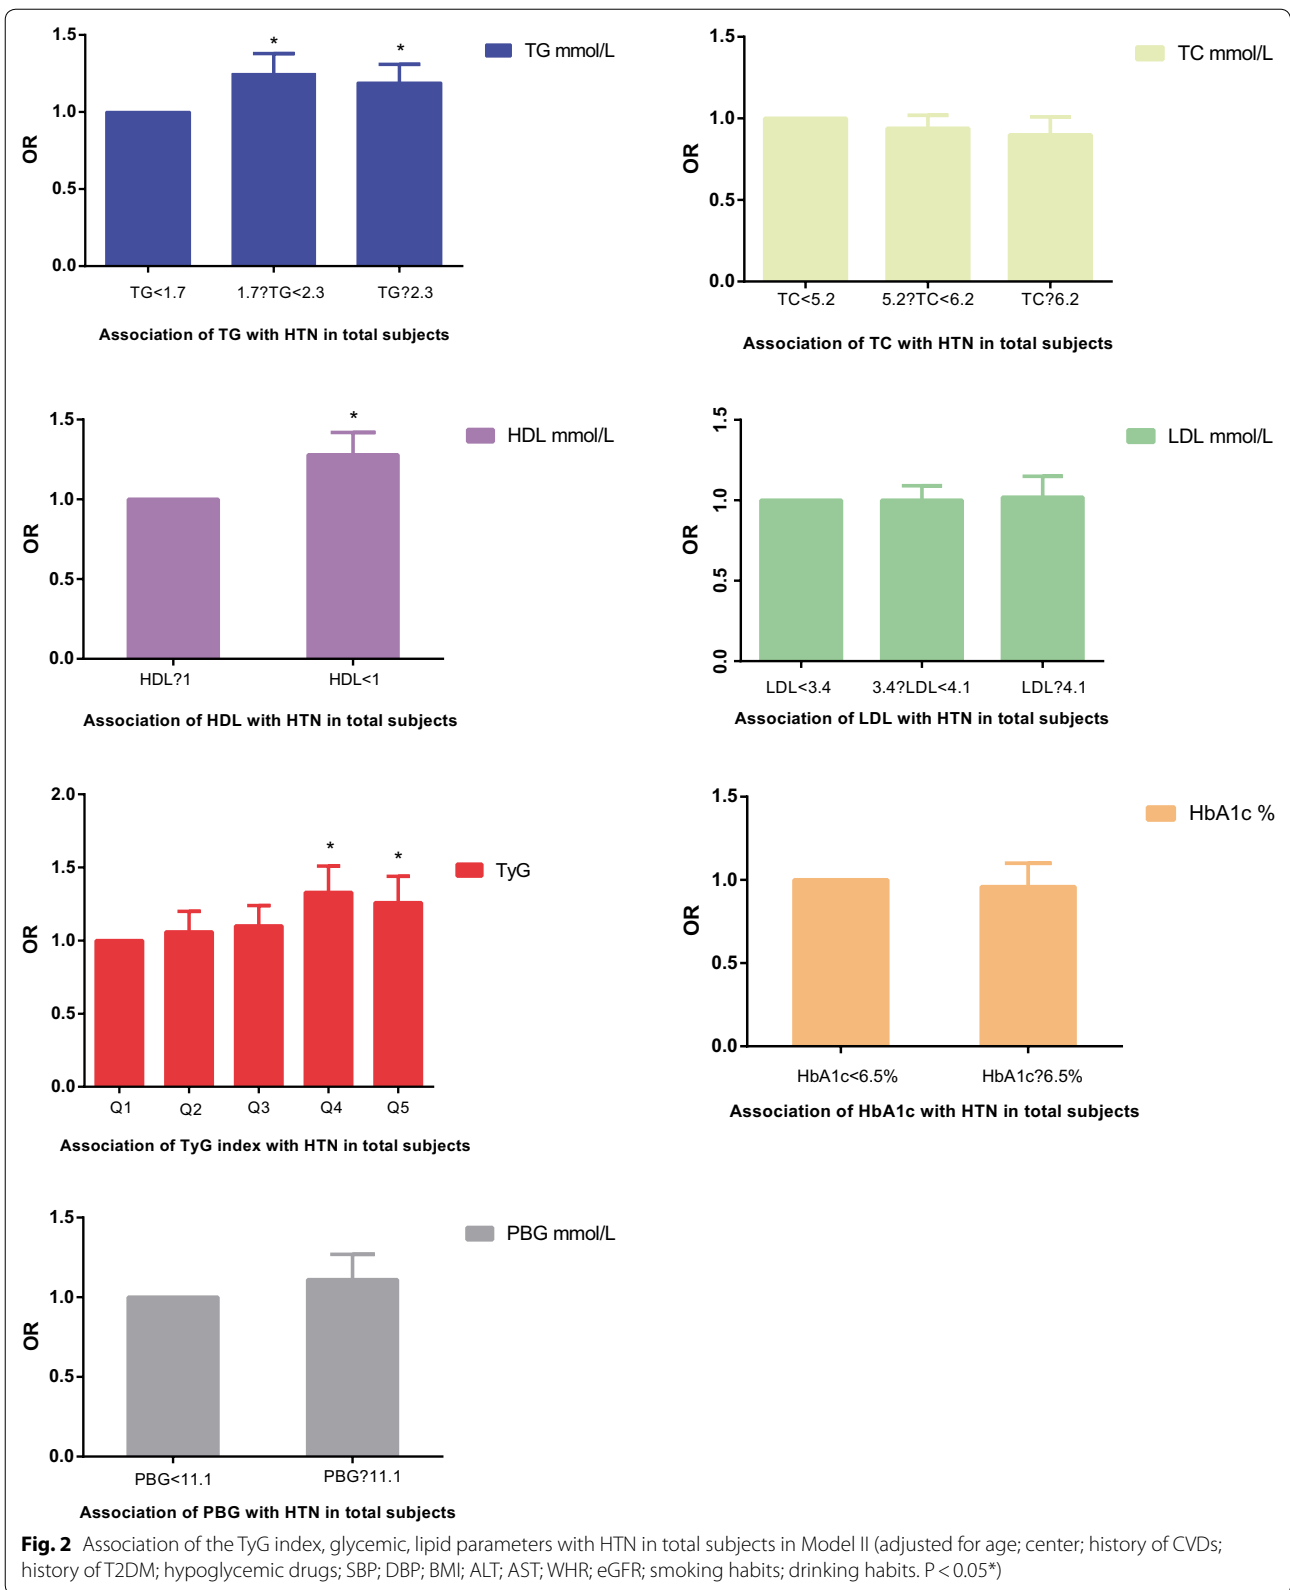 1.5
1.0
0.5
0.0
OR
*
*
TG mmol/L
TG<1.7
1.7?TG<2.3
TG?2.3
Association of TG with HTN in total subjects
1.5
1.0
0.5
0.0
OR
TC mmol/L
TC<5.2
5.2?TC<6.2
TC?6.2
Association of TC with HTN in total subjects
1.5
1.0
0.5
0.0
OR
*
HDL mmol/L
HDL?1
HDL<1
Association of HDL with HTN in total subjects
1.5
1.0
0.5
0.0
OR
LDL mmol/L
LDL<3.4
3.4?LDL<4.1
LDL?4.1
Association of LDL with HTN in total subjects
2.0
1.5
1.0
0.5
0.0
OR
*
*
TyG
Q1
Q2
Q3
Q4
Q5
Association of TyG index with HTN in total subjects
1.5
1.0
0.5
0.0
OR
HbA1c %
HbA1c<6.5%
HbA1c?6.5%
Association of HbA1c with HTN in total subjects
1.5
1.0
0.5
0.0
OR
PBG mmol/L
PBG<11.1
PBG?11.1
Association of PBG with HTN in total subjects
Fig. 2 Association of the TyG index, glycemic, lipid parameters with HTN in total subjects in Model II (adjusted for age; center; history of CVDs;
history of T2DM; hypoglycemic drugs; SBP; DBP; BMI; ALT; AST; WHR; eGFR; smoking habits; drinking habits. P < 0.05*)